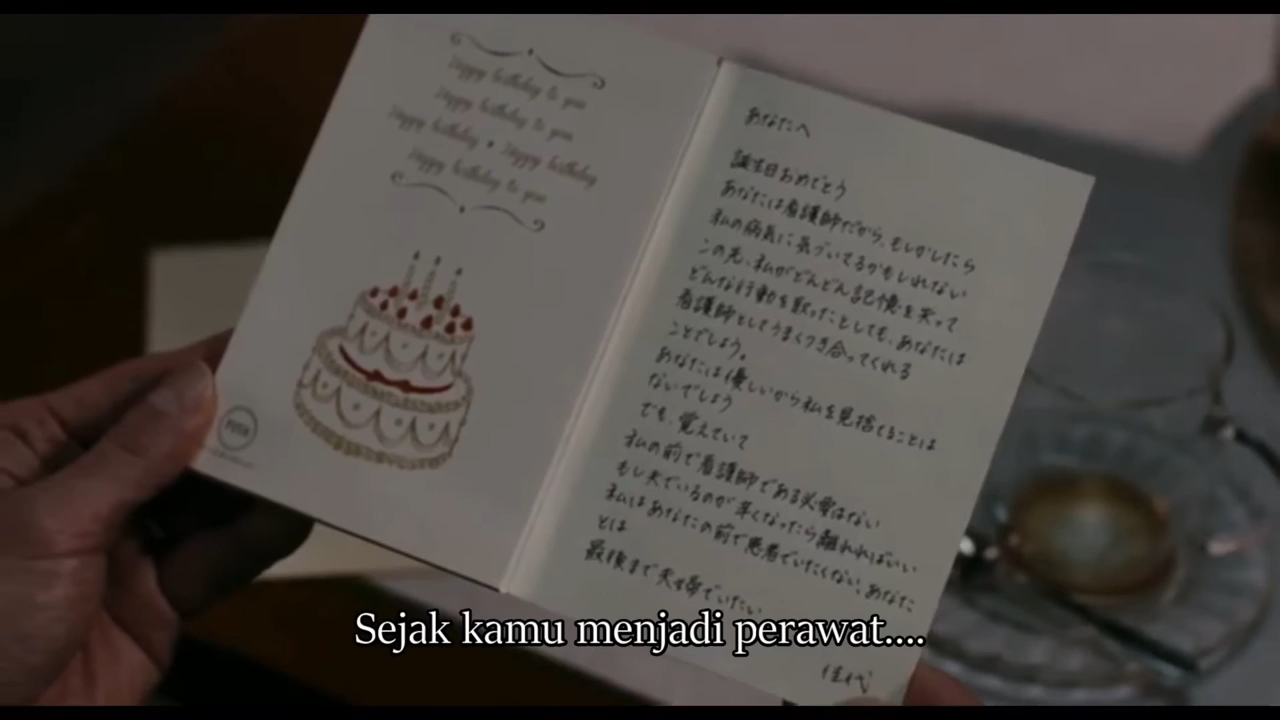 Happy birthday to you
Happy birthday to you
Happy birthday • Happy birthday
Happy birthday to you
PUSH
あなたへ
誕生日おめでとう
あなたは看護師だから、もしかしたら
私の病気に気づいてるかもしれない
この先、私がどんどん記憶を失って
どんな行動を取ったとしても、あなたは
看護師としてうまくつき合ってくれる
ことでしょう。
あなたは優しいから私を見捨てることは
ないでしょう
でも、覚えていて
私の前で看護師である必要はない
もし夫でいるのが辛くなったら離れればいい
私はあなたの前で患者でいたくない、あなた
とは
最後まで夫婦でいたい
佳代
Sejak kamu menjadi perawat....